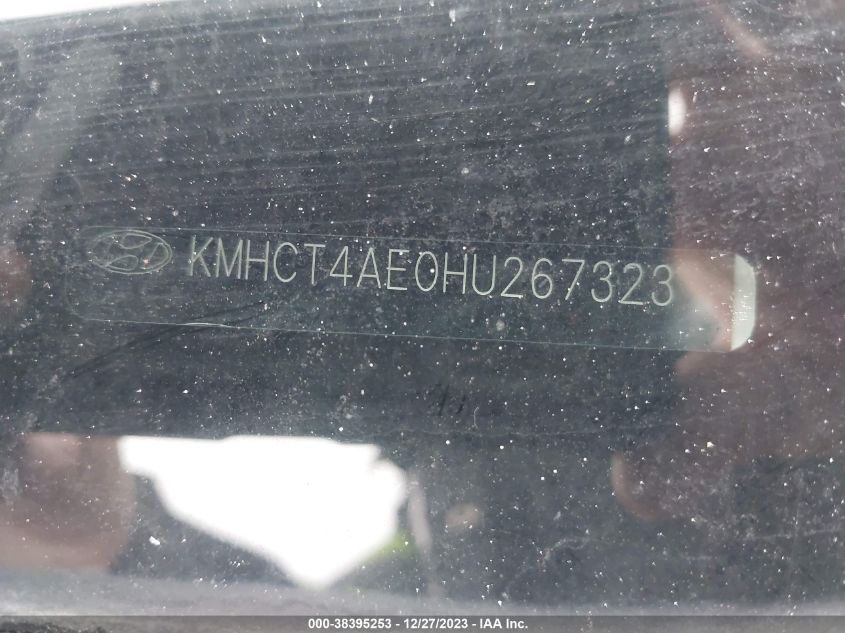 KMHCT4AE0HU267323
000-38395253 - 12/27/2023 - IAA Inc.